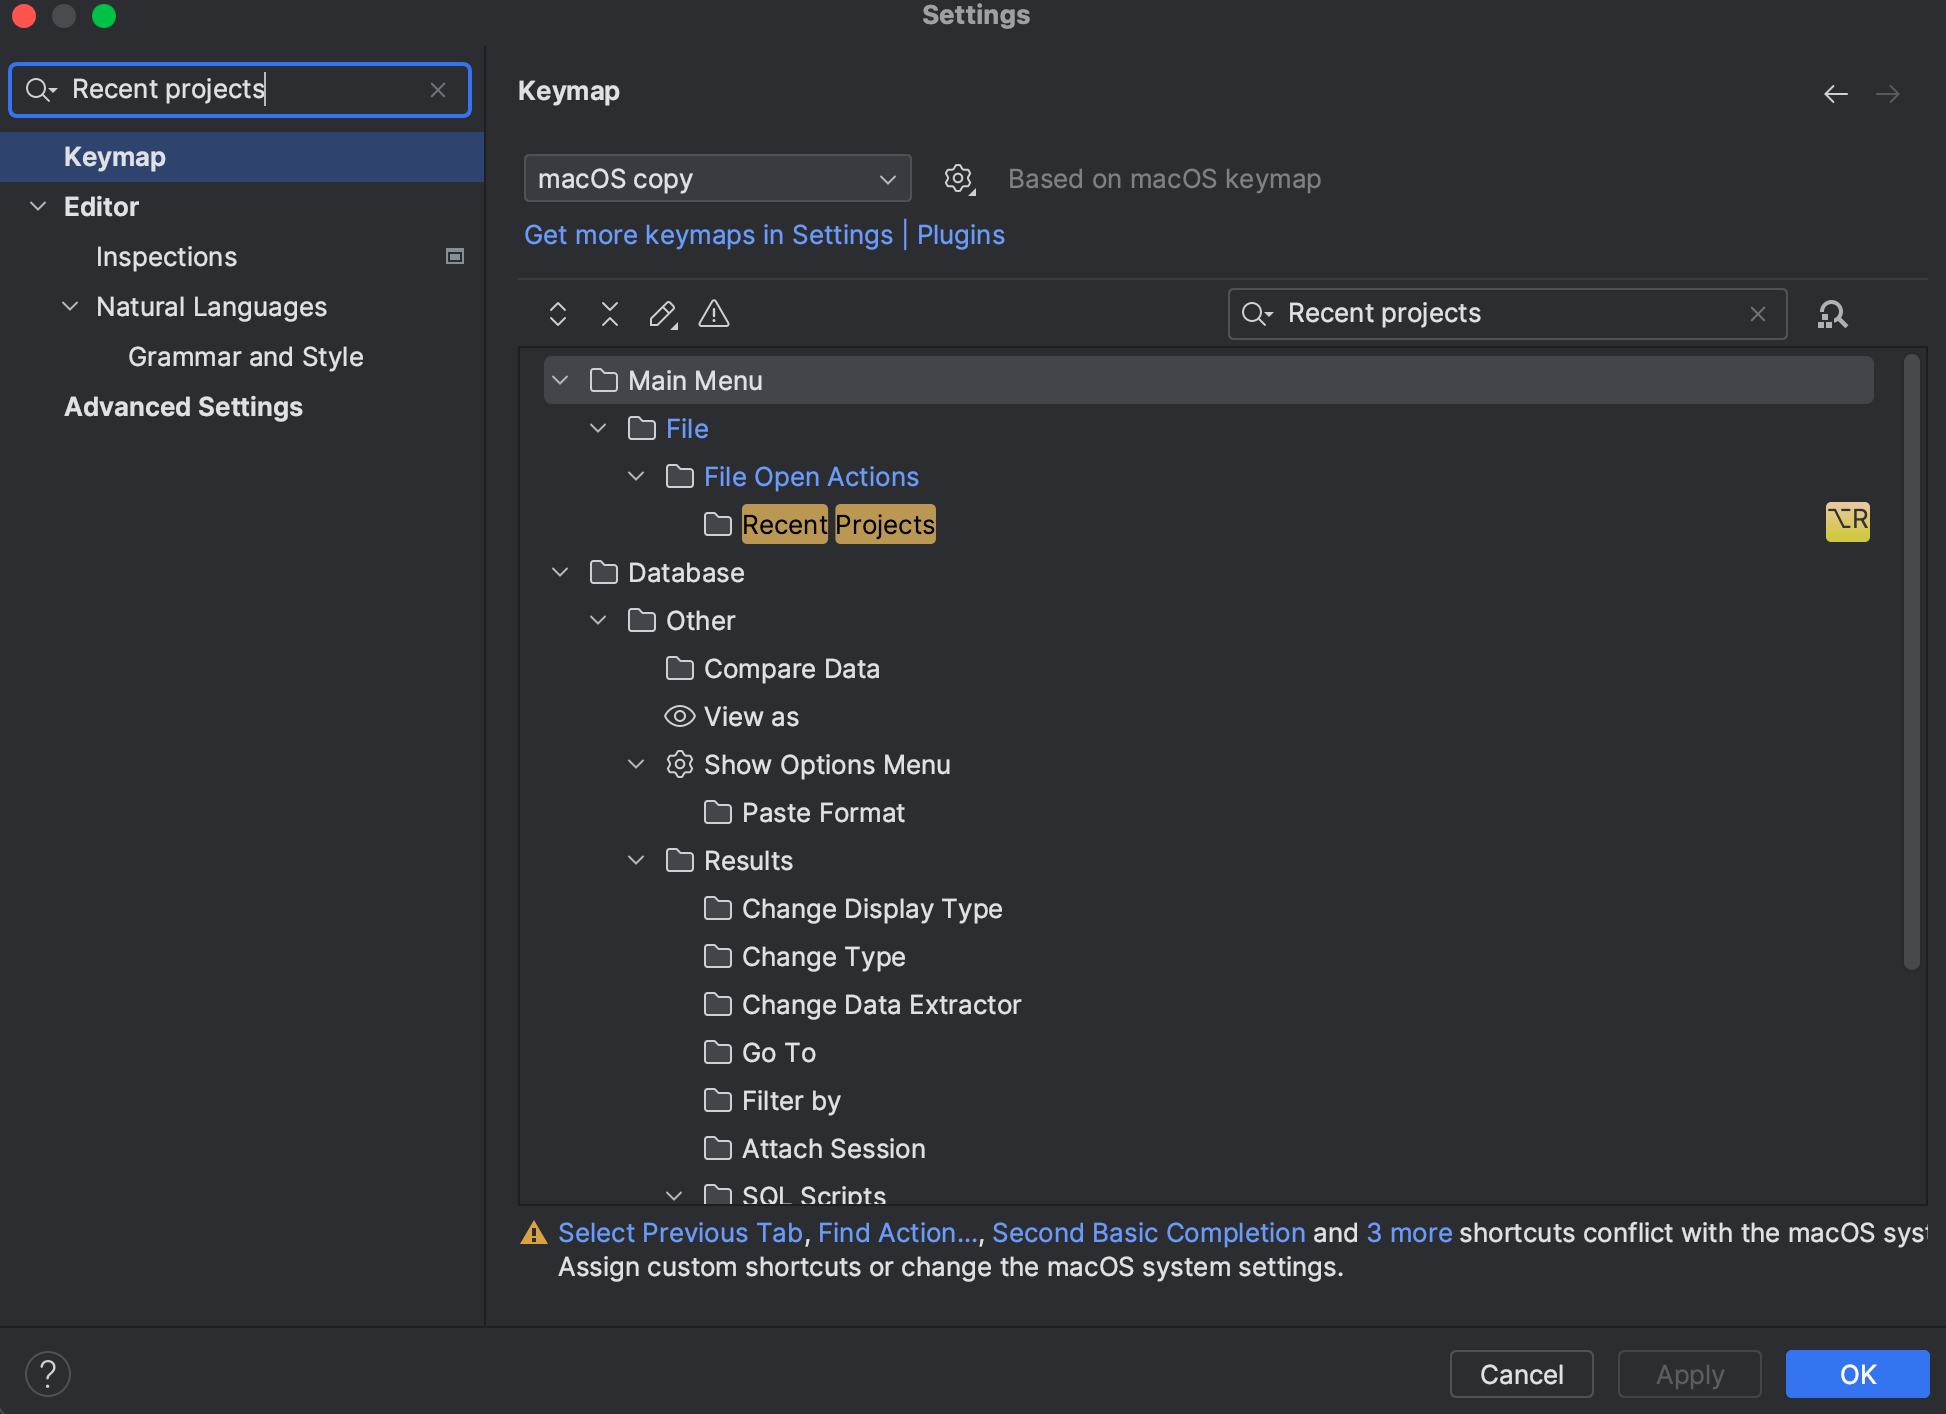 Settings
Recent projects
Keymap
Editor
Inspections
Natural Languages
Grammar and Style
Advanced Settings
Keymap
macOS copy
Based on macOS keymap
Get more keymaps in Settings | Plugins
Recent projects
Main Menu
File
File Open Actions
Recent Projects ⌥R
Database
Other
Compare Data
View as
Show Options Menu
Paste Format
Results
Change Display Type
Change Type
Change Data Extractor
Go To
Filter by
Attach Session
SQL Scripts
Select Previous Tab, Find Action..., Second Basic Completion and 3 more shortcuts conflict with the macOS syst
Assign custom shortcuts or change the macOS system settings.
?
Cancel
Apply
OK